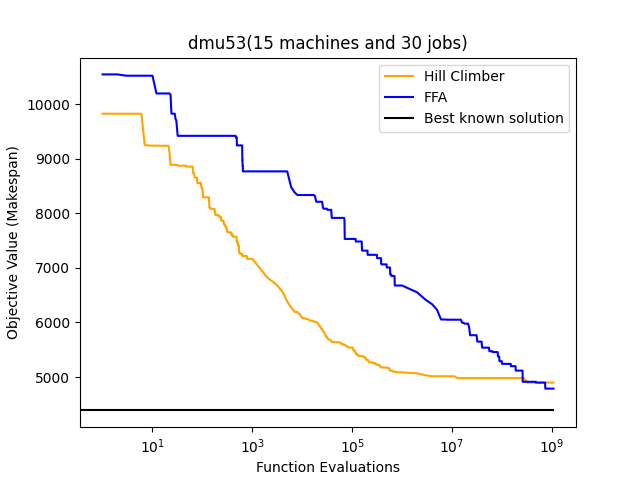 dmu53(15 machines and 30 jobs)
Hill Climber
FFA
Best known solution
Objective Value (Makespan)
10000
9000
8000
7000
6000
5000
10^1
10^3
10^5
10^7
10^9
Function Evaluations